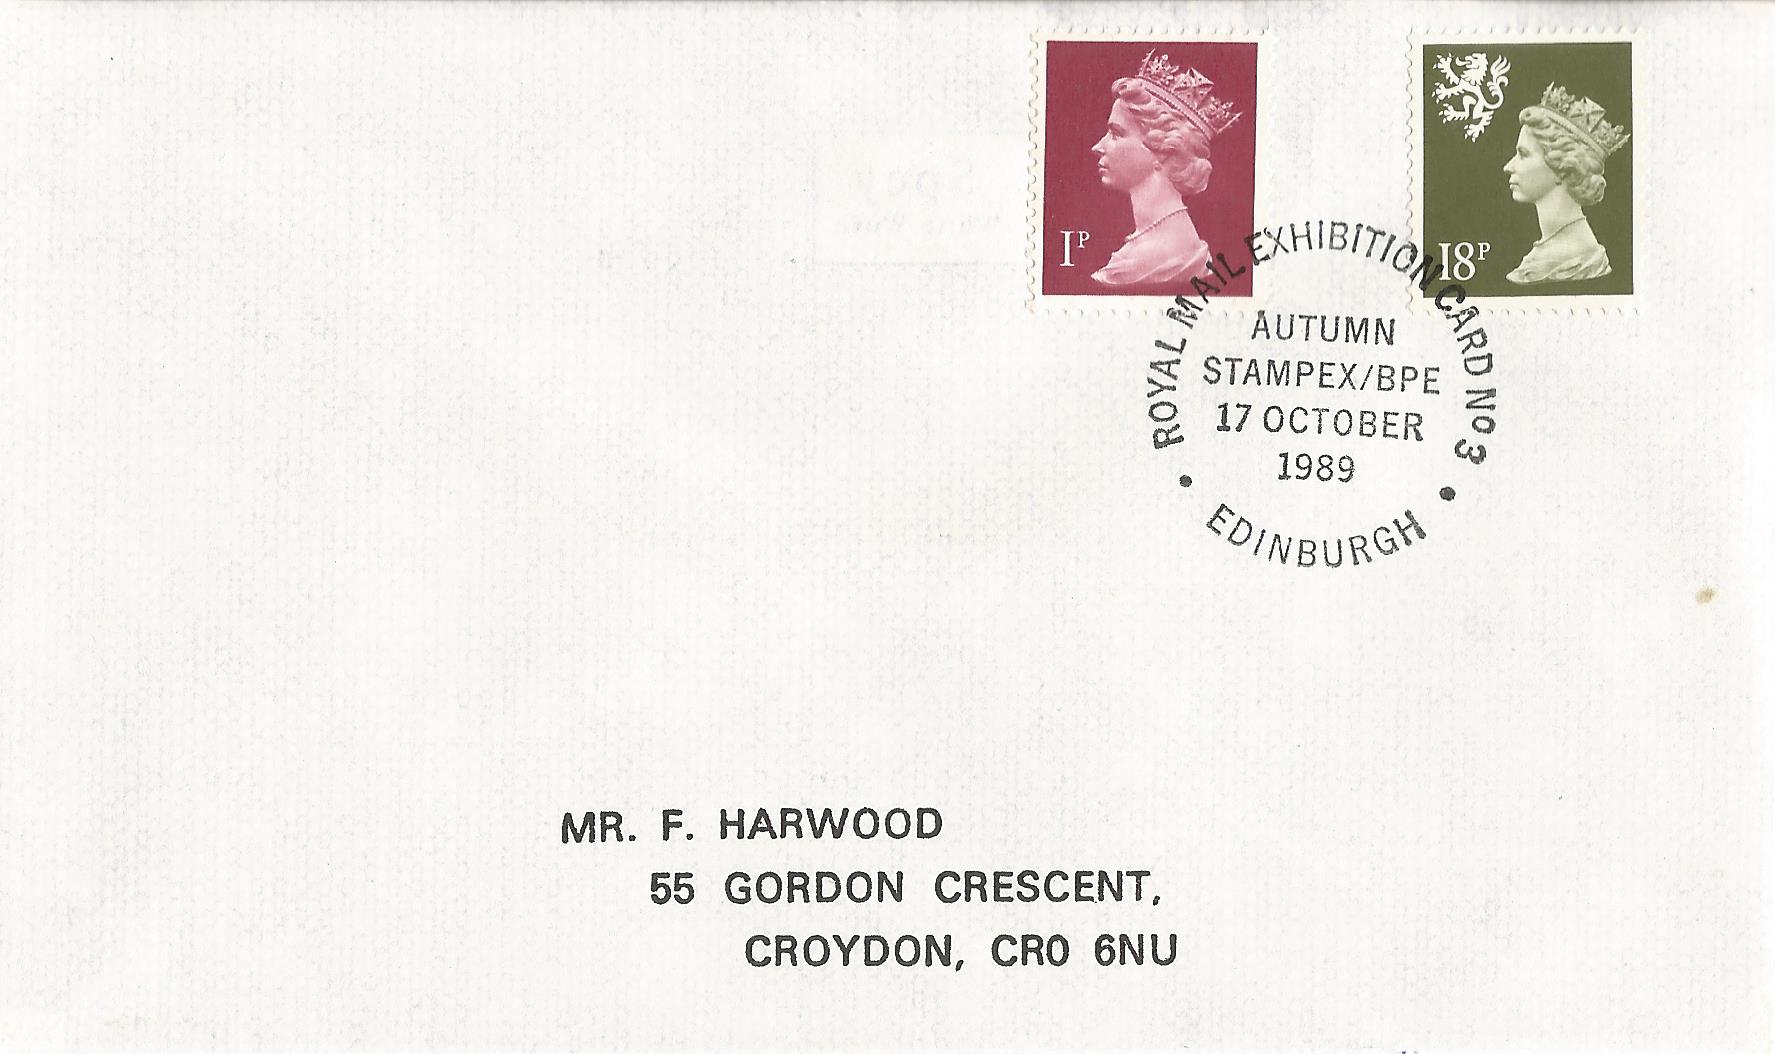 1P
18P
ROYAL MAIL EXHIBITION CARD No 3
AUTUMN
STAMPEX/BPE
17 OCTOBER
1989
• EDINBURGH •
MR. F. HARWOOD
55 GORDON CRESCENT,
CROYDON, CR0 6NU